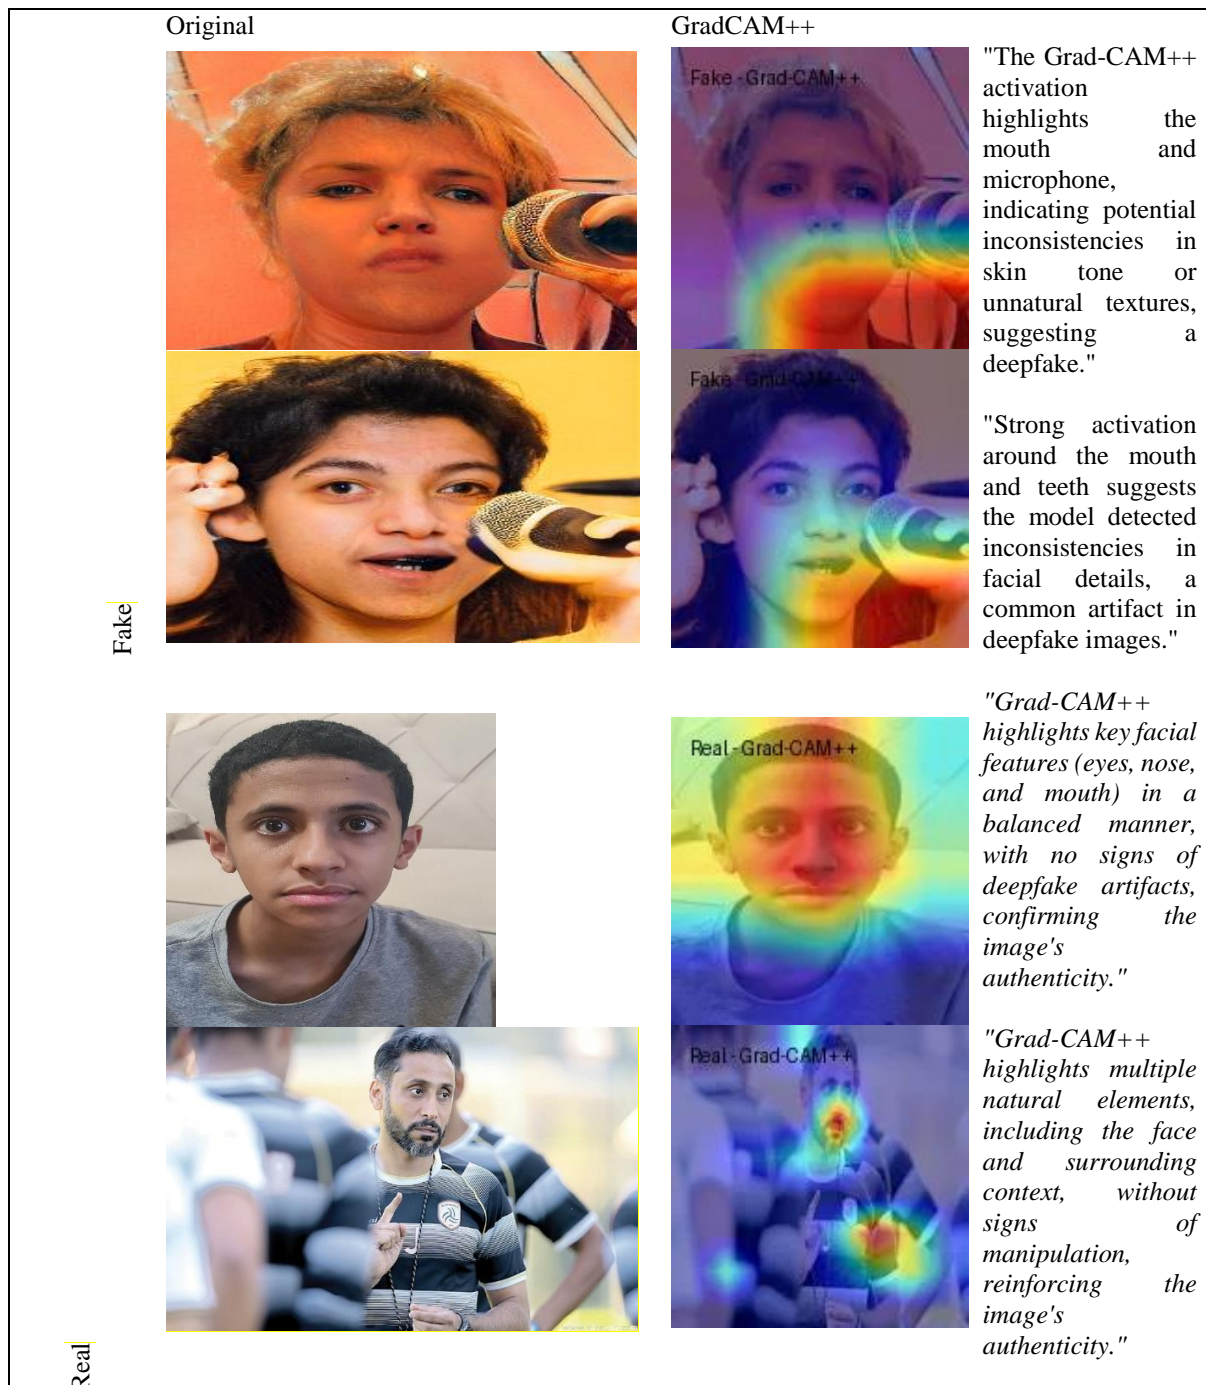 Original
GradCAM++
Fake - Grad-CAM++
"The Grad-CAM++
activation
highlights the
mouth and
microphone,
indicating potential
inconsistencies in
skin tone or
unnatural textures,
suggesting a
deepfake."
Fake - Grad-CAM++
"Strong activation
around the mouth
and teeth suggests
the model detected
inconsistencies in
facial details, a
common artifact in
deepfake images."
Fake
Real - Grad-CAM++
"Grad-CAM++
highlights key facial
features (eyes, nose,
and mouth) in a
balanced manner,
with no signs of
deepfake artifacts,
confirming the
image's
authenticity."
Real - Grad-CAM++
"Grad-CAM++
highlights multiple
natural elements,
including the face
and surrounding
context, without
signs of
manipulation,
reinforcing the
image's
authenticity."
Real